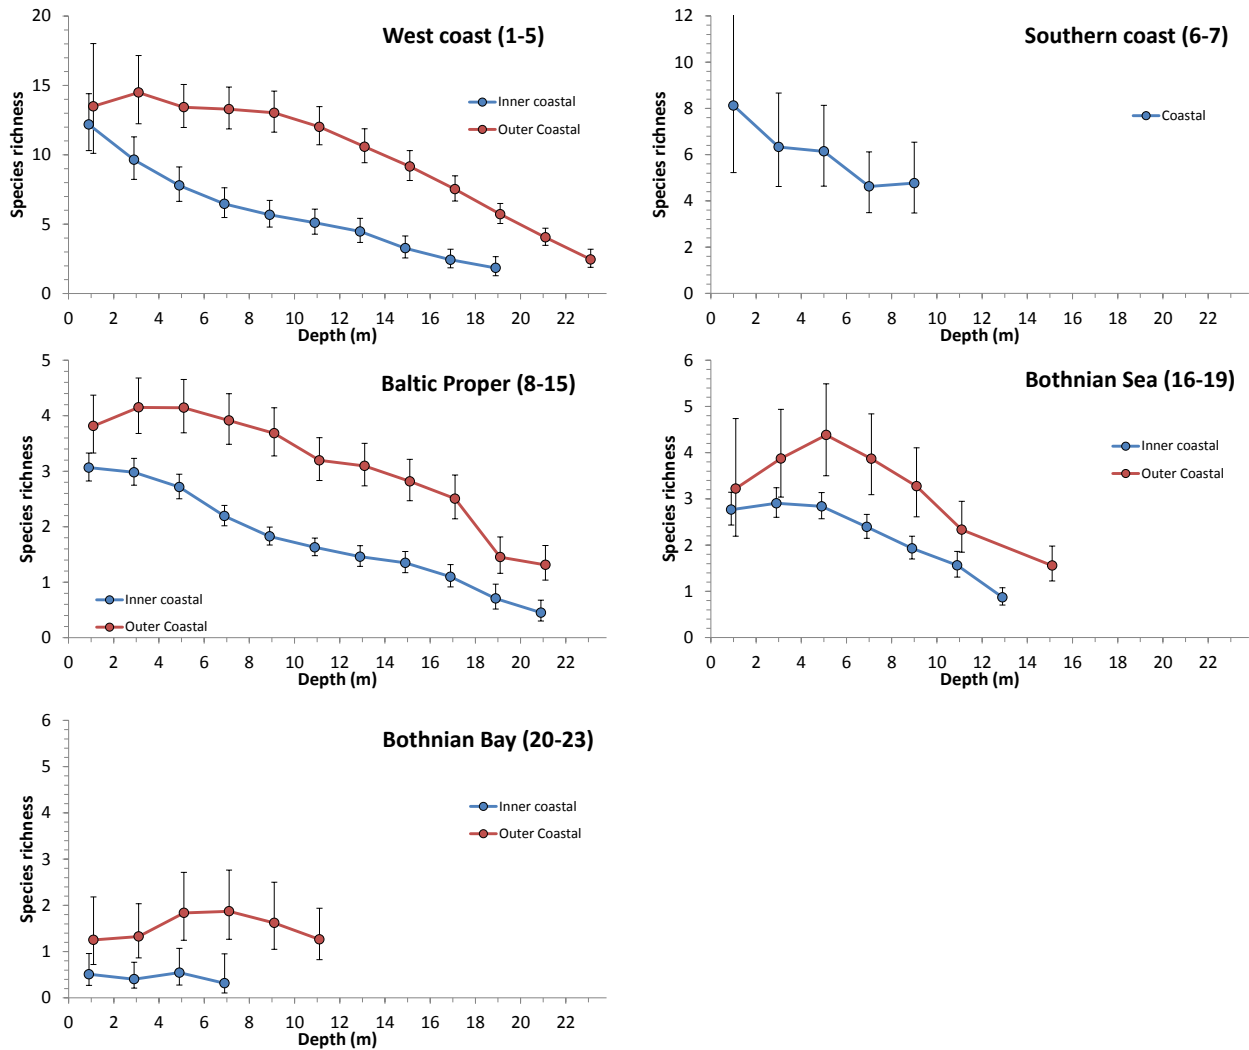 West coast (1-5)
Species richness
20
15
10
5
0
0 2 4 6 8 10 12 14 16 18 20 22
Depth (m)
Inner coastal
Outer Coastal
Southern coast (6-7)
Species richness
12
10
8
6
4
2
0
0 2 4 6 8 10 12 14 16 18 20 22
Depth (m)
Coastal
Baltic Proper (8-15)
Species richness
5
4
3
2
1
0
0 2 4 6 8 10 12 14 16 18 20 22
Depth (m)
Inner coastal
Outer Coastal
Bothnian Sea (16-19)
Species richness
6
5
4
3
2
1
0
0 2 4 6 8 10 12 14 16 18 20 22
Depth (m)
Inner coastal
Outer Coastal
Bothnian Bay (20-23)
Species richness
6
5
4
3
2
1
0
0 2 4 6 8 10 12 14 16 18 20 22
Depth (m)
Inner coastal
Outer Coastal